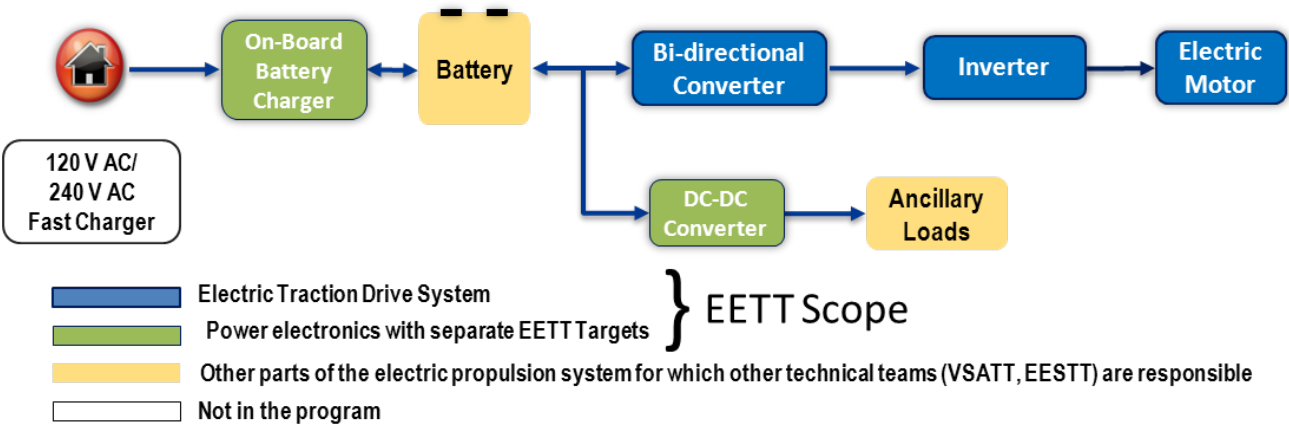 On-Board
Battery
Charger
Battery
Bi-directional
Converter
Inverter
Electric
Motor
120 V AC/
240 V AC
Fast Charger
DC-DC
Converter
Ancillary
Loads
Electric Traction Drive System
Power electronics with separate EETT Targets
} EETT Scope
Other parts of the electric propulsion system for which other technical teams (VSATT, EESTT) are responsible
Not in the program